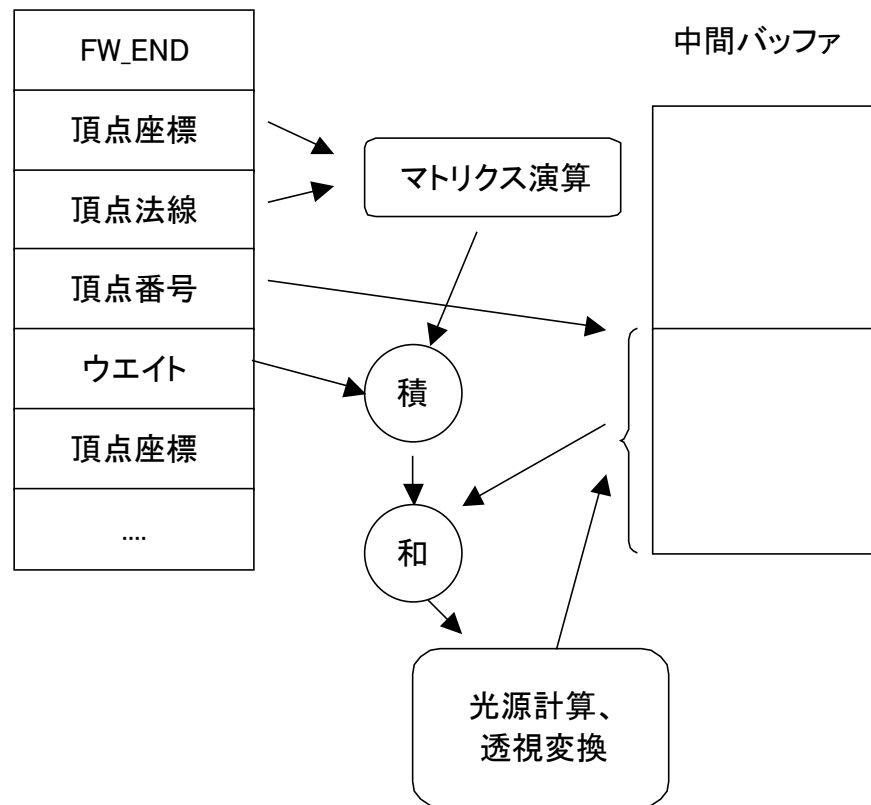 FW_END
頂点座標
頂点法線
頂点番号
ウエイト
頂点座標
....
マトリクス演算
積
和
光源計算、
透視変換
中間バッファ